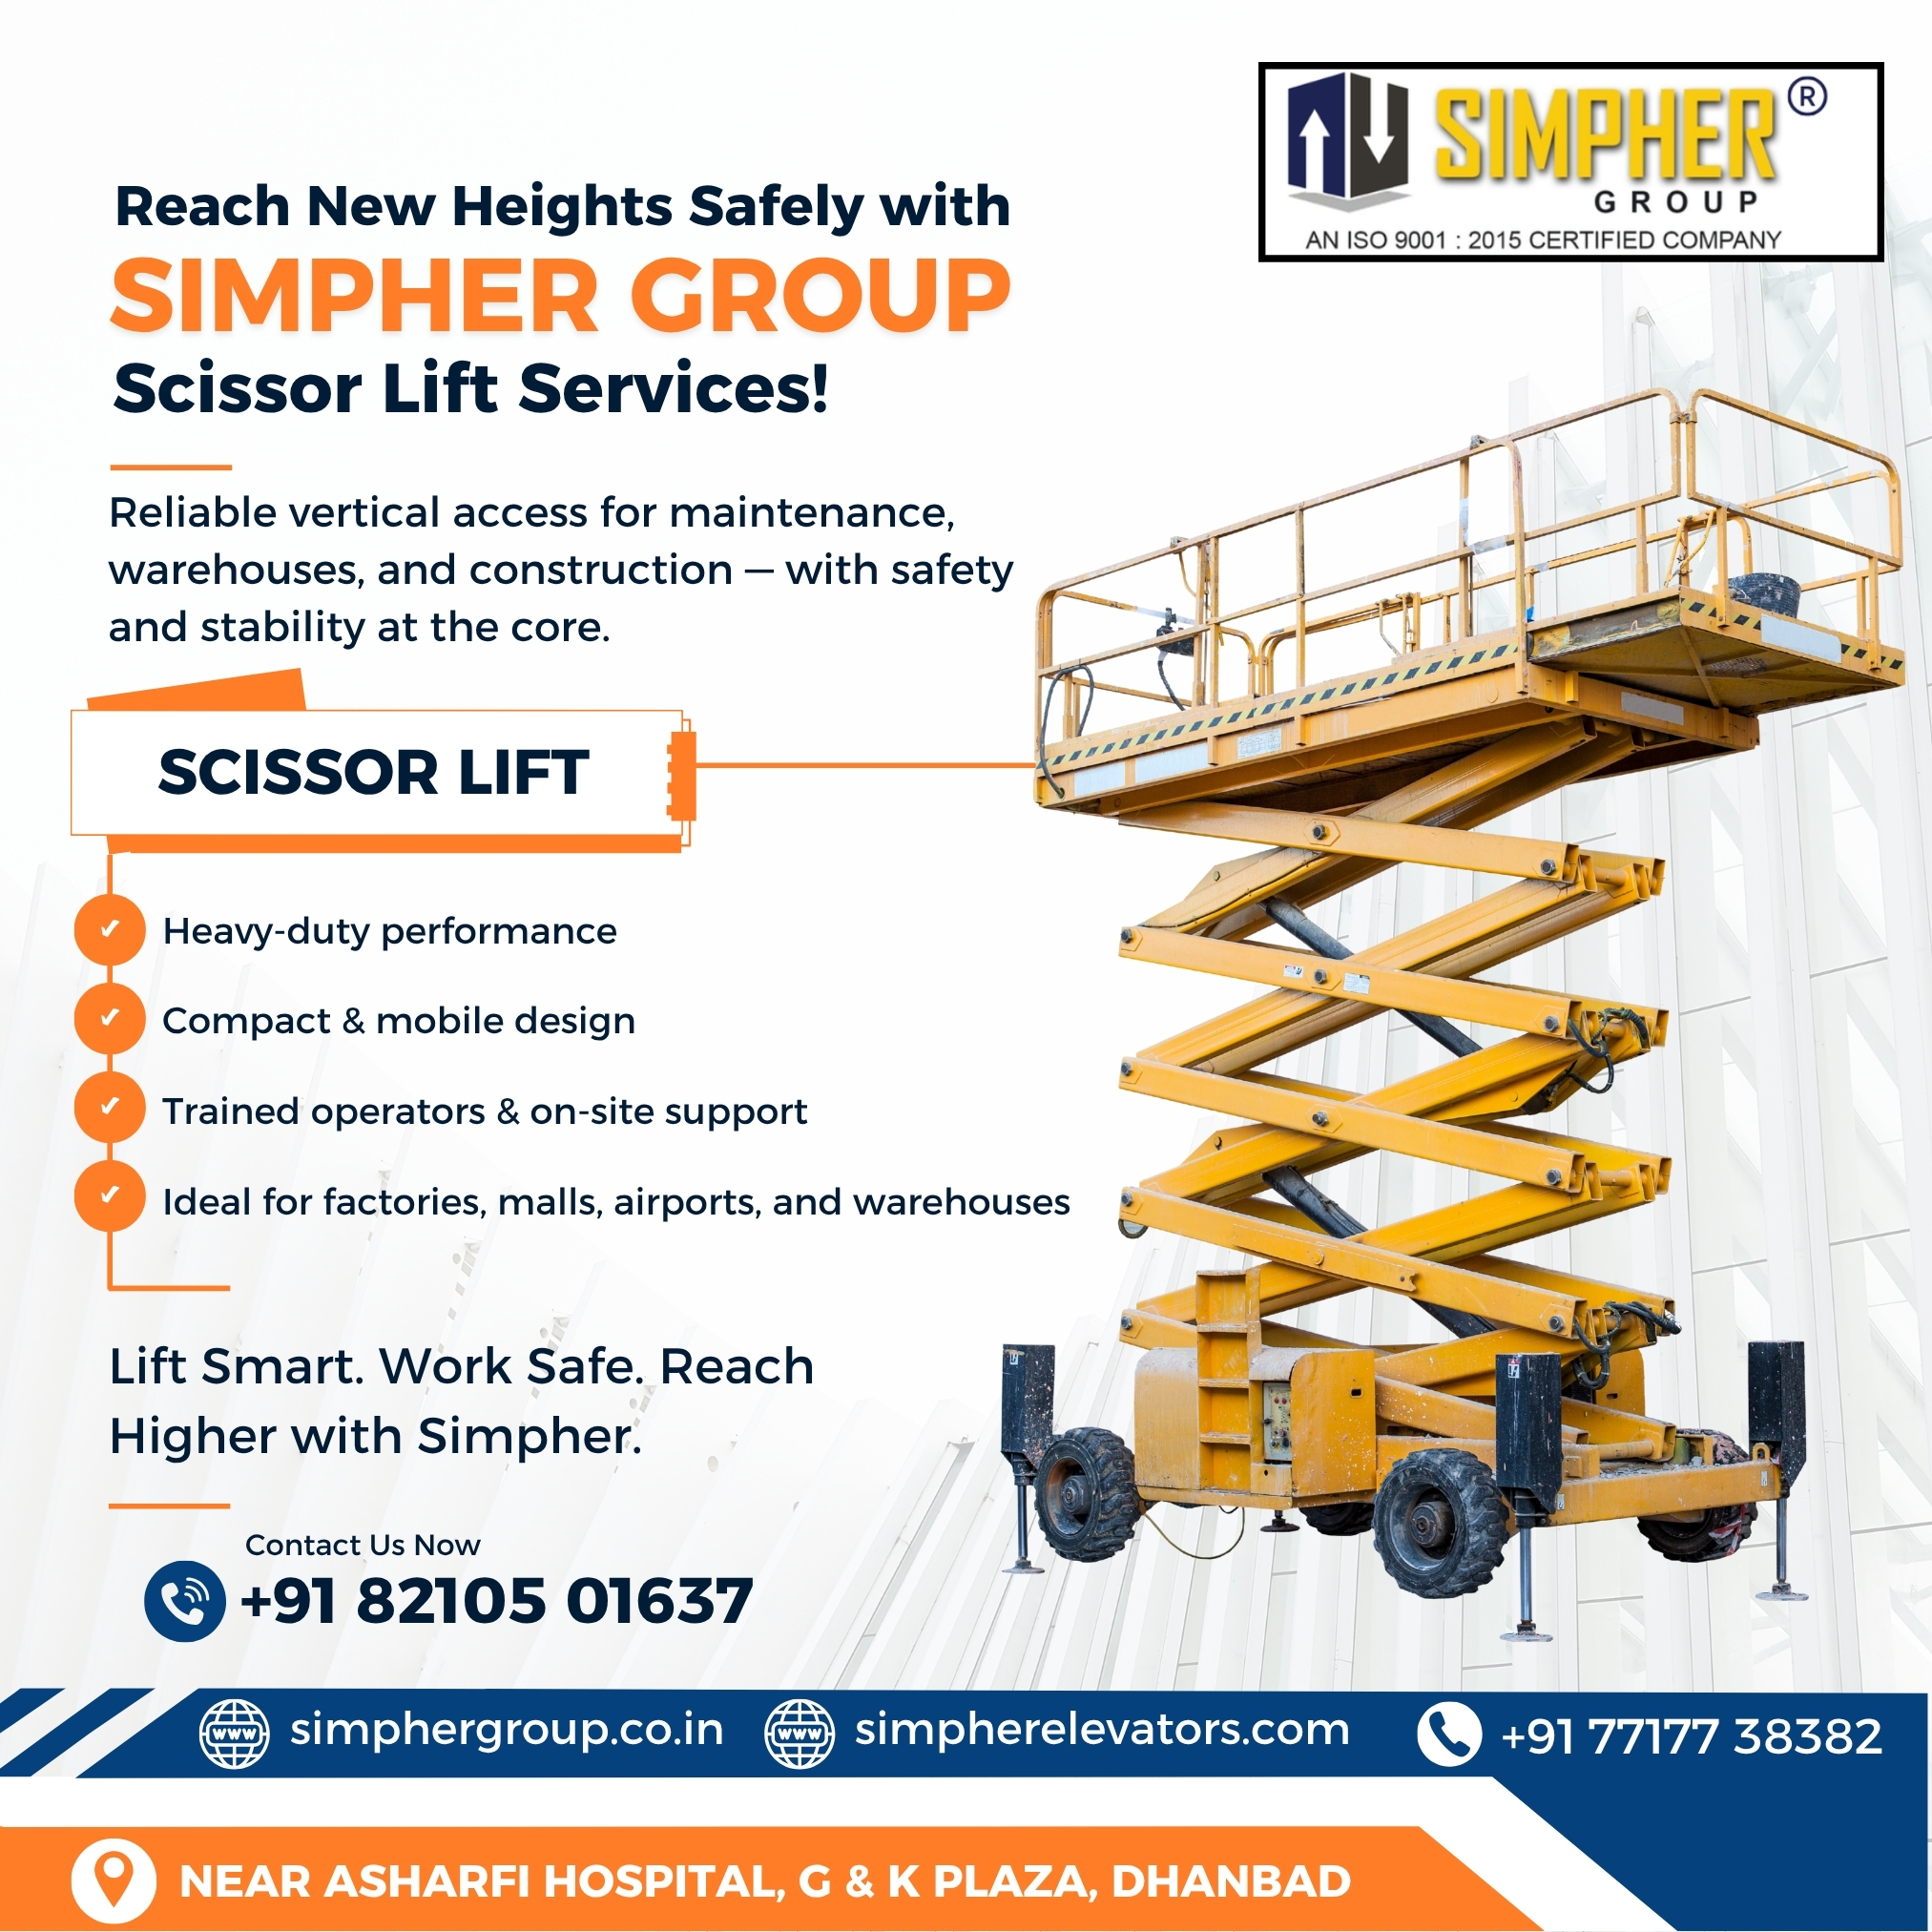 SIMPHER ®
GROUP
AN ISO 9001 : 2015 CERTIFIED COMPANY
Reach New Heights Safely with
SIMPHER GROUP
Scissor Lift Services!
Reliable vertical access for maintenance,
warehouses, and construction — with safety
and stability at the core.
SCISSOR LIFT
Heavy-duty performance
Compact & mobile design
Trained operators & on-site support
Ideal for factories, malls, airports, and warehouses
Lift Smart. Work Safe. Reach
Higher with Simpher.
Contact Us Now
+91 82105 01637
www simphergroup.co.in www simpherelevators.com +91 77177 38382
NEAR ASHARFI HOSPITAL, G & K PLAZA, DHANBAD